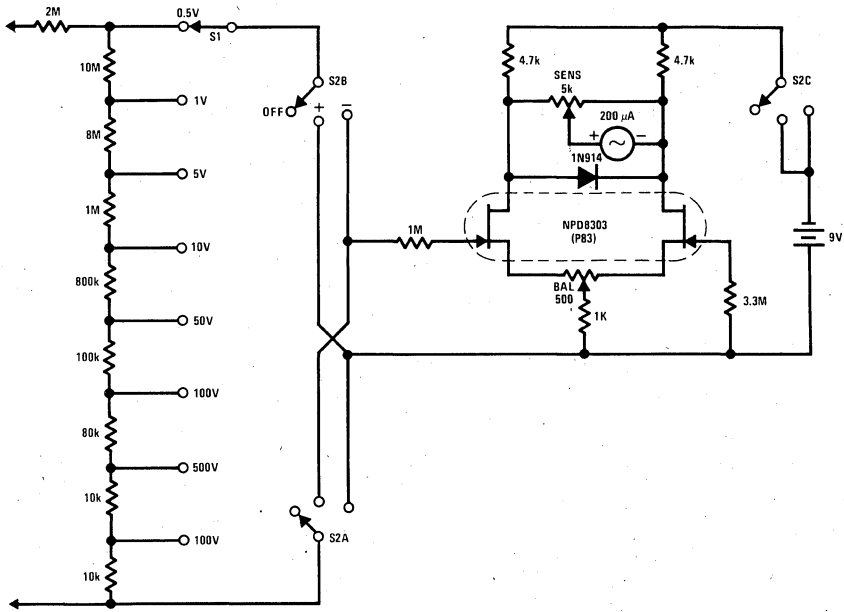 2M
0.5V
S1
10M
1V
8M
5V
1M
10V
800k
50V
100k
100V
80k
500V
10k
100V
10k
S2B
OFF
+
−
S2A
1M
4.7k
SENS
5k
4.7k
200 μA
+
−
1N914
NPD8303
(P83)
BAL
500
1K
3.3M
S2C
9V